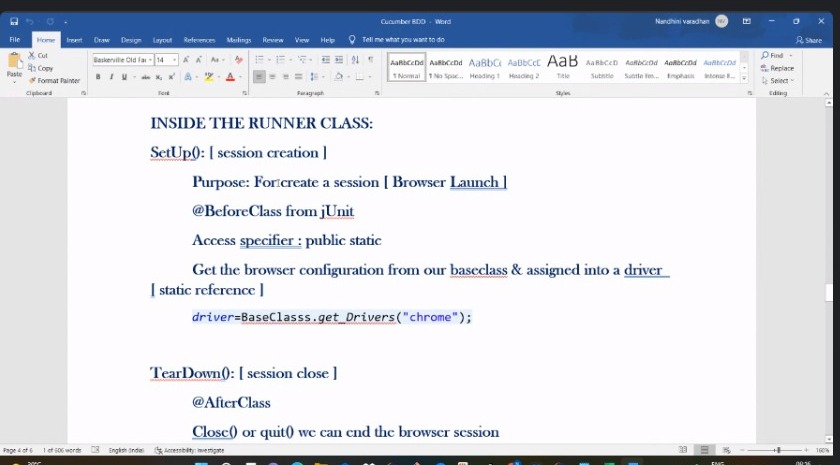 Cucumber BDD - Word
Nandhini varadhan
File Home Insert Draw Design Layout References Mailings Review View Help Tell me what you want to do
Share
Paste
Cut
Copy
Format Painter
Clipboard
Baskerville Old Fa 14
Font
Paragraph
AaBbCcDd AaBbCcDd AaBbCc AaBbCcC AaB AaBbCcD AaBbCcDd AaBbCcDd AaBbCcDd
1 Normal 1 No Spac... Heading 1 Heading 2 Title Subtitle Subtle Em... Emphasis Intense E...
Styles
Find
Replace
Select
Editing
INSIDE THE RUNNER CLASS:
SetUp(): [ session creation ]
Purpose: For create a session [ Browser Launch ]
@BeforeClass from jUnit
Access specifier : public static
Get the browser configuration from our baseclass & assigned into a driver
[ static reference ]
driver=BaseClasss.get_Drivers("chrome");
TearDown(): [ session close ]
@AfterClass
Close() or quit() we can end the browser session
Page 4 of 6 1 of 606 words English (India) Accessibility: Investigate 160%
ENG